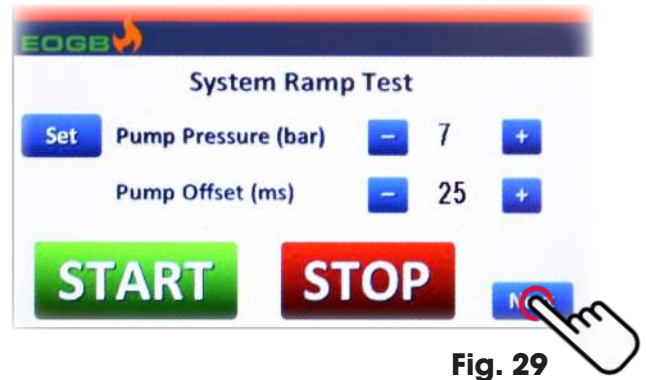 EOGB
System Ramp Test
Set Pump Pressure (bar) - 7 +
Pump Offset (ms) - 25 +
START STOP
Fig. 29